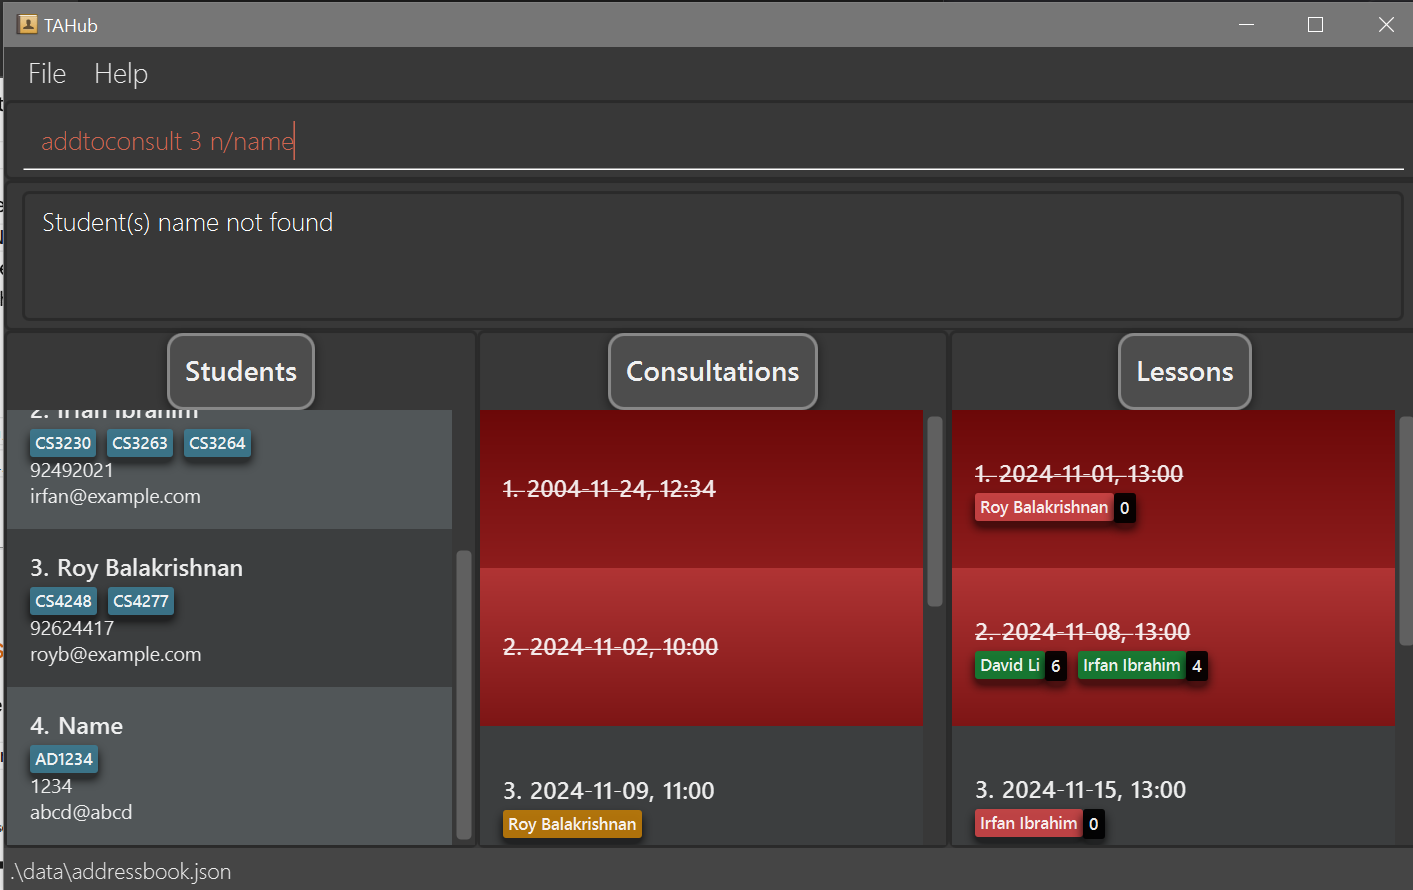 TAHub
File Help
addtoconsult 3 n/name
Student(s) name not found
Students
2. Irfan Ibrahim
CS3230 CS3263 CS3264
92492021
irfan@example.com
3. Roy Balakrishnan
CS4248 CS4277
92624417
royb@example.com
4. Name
AD1234
1234
abcd@abcd
Consultations
1. 2004-11-24, 12:34
2. 2024-11-02, 10:00
3. 2024-11-09, 11:00
Roy Balakrishnan
Lessons
1. 2024-11-01, 13:00
Roy Balakrishnan 0
2. 2024-11-08, 13:00
David Li 6 Irfan Ibrahim 4
3. 2024-11-15, 13:00
Irfan Ibrahim 0
.\data\addressbook.json